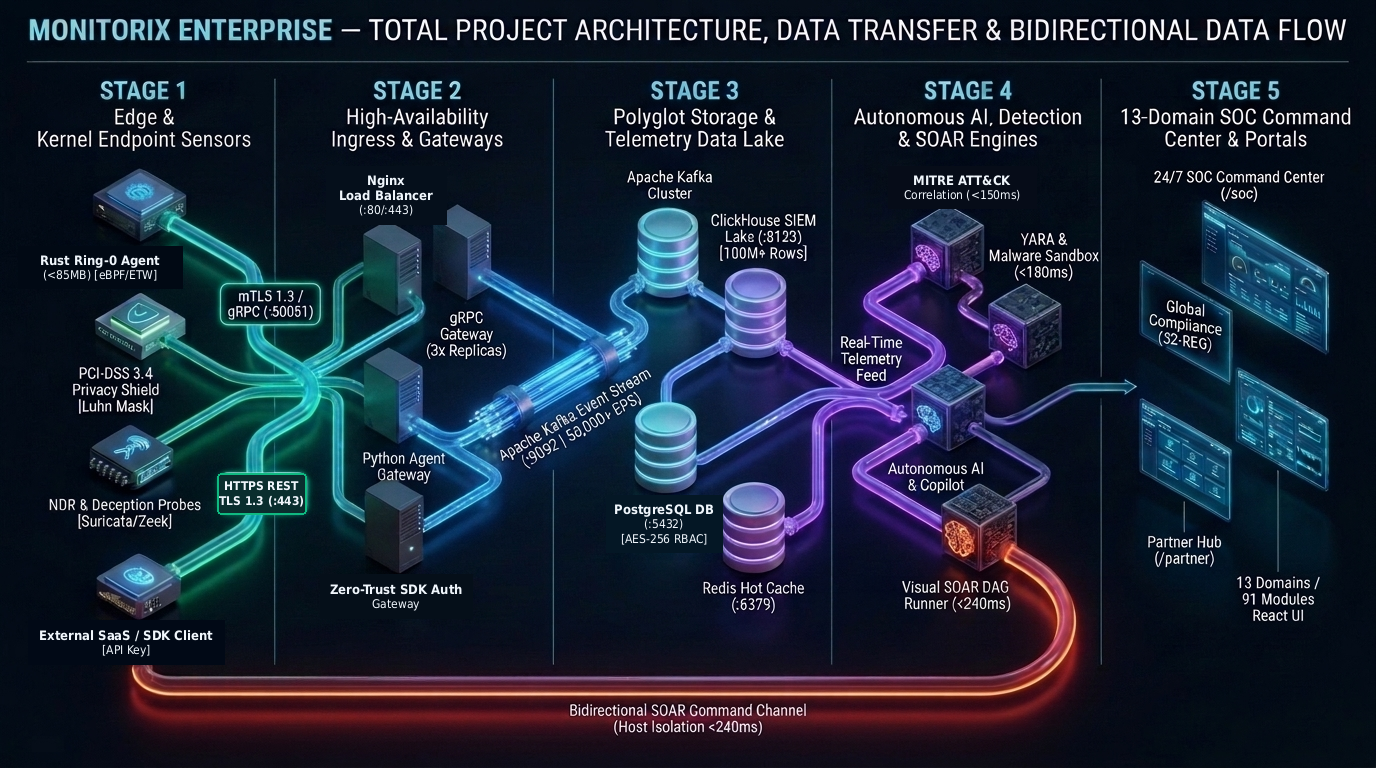 MONITORIX ENTERPRISE — TOTAL PROJECT ARCHITECTURE, DATA TRANSFER & BIDIRECTIONAL DATA FLOW
STAGE 1
Edge &
Kernel Endpoint Sensors
Rust Ring-0 Agent
(<85MB) [eBPF/ETW]
PCI-DSS 3.4
Privacy Shield
[Luhn Mask]
NDR & Deception Probes
[Suricata/Zeek]
External SaaS / SDK Client
[API Key]
mTLS 1.3 /
gRPC (:50051)
HTTPS REST
TLS 1.3 (:443)
STAGE 2
High-Availability
Ingress & Gateways
Nginx
Load Balancer
(:80/:443)
gRPC
Gateway
(3x Replicas)
Python Agent
Gateway
Zero-Trust SDK Auth
Gateway
Apache Kafka Event Stream
(:9092 | 50,000+ EPS)
STAGE 3
Polyglot Storage &
Telemetry Data Lake
Apache Kafka
Cluster
ClickHouse SIEM
Lake (:8123)
[100M+ Rows]
PostgreSQL DB
(:5432)
[AES-256 RBAC]
Redis Hot Cache
(:6379)
STAGE 4
Autonomous AI, Detection
& SOAR Engines
MITRE ATT&CK
Correlation (<150ms)
YARA &
Malware Sandbox
(<180ms)
Real-Time
Telemetry
Feed
Autonomous AI
& Copilot
Visual SOAR DAG
Runner (<240ms)
STAGE 5
13-Domain SOC Command
Center & Portals
24/7 SOC Command Center
(/soc)
Global
Compliance
(S2-REG)
Partner Hub
(/partner)
13 Domains /
91 Modules
React UI
Bidirectional SOAR Gommand Channel
(Host Isolation <240ms)